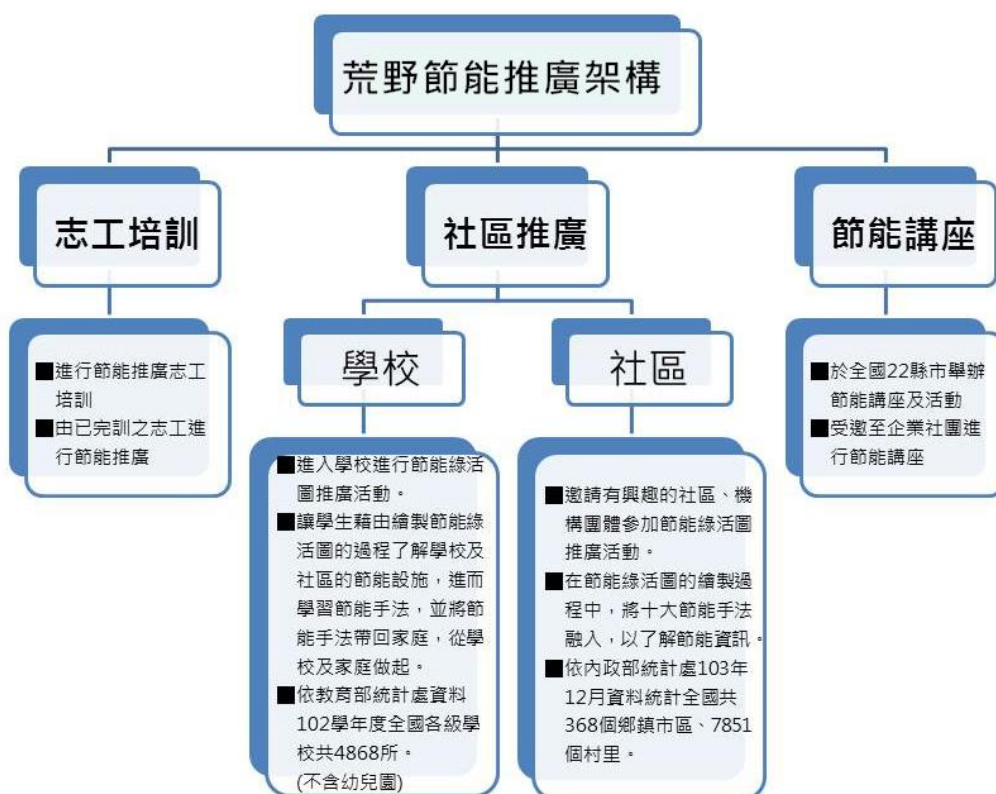 荒野節能推廣架構
志工培訓
社區推廣
節能講座
■進行節能推廣志工
培訓
■由已完訓之志工進
行節能推廣
學校
■進入學校進行節能綠活
圖推廣活動。
■讓學生藉由繪製節能綠
活圖的過程了解學校及
社區的節能設施,進而
學習節能手法,並將節
能手法帶回家庭,從學
校及家庭做起。
■依教育部統計處資料
102學年度全國各級學
校共4868所。
(不含幼兒園)
社區
■邀請有興趣的社區、機
構團體參加節能綠活圖
推廣活動。
■在節能綠活圖的繪製過
程中,將十大節能手法
融入,以了解節能資訊。
■依內政部統計處103年
12月資料統計全國共
368個鄉鎮市區、7851
個村里。
■於全國22縣市舉辦
節能講座及活動
■受邀至企業社團進
行節能講座